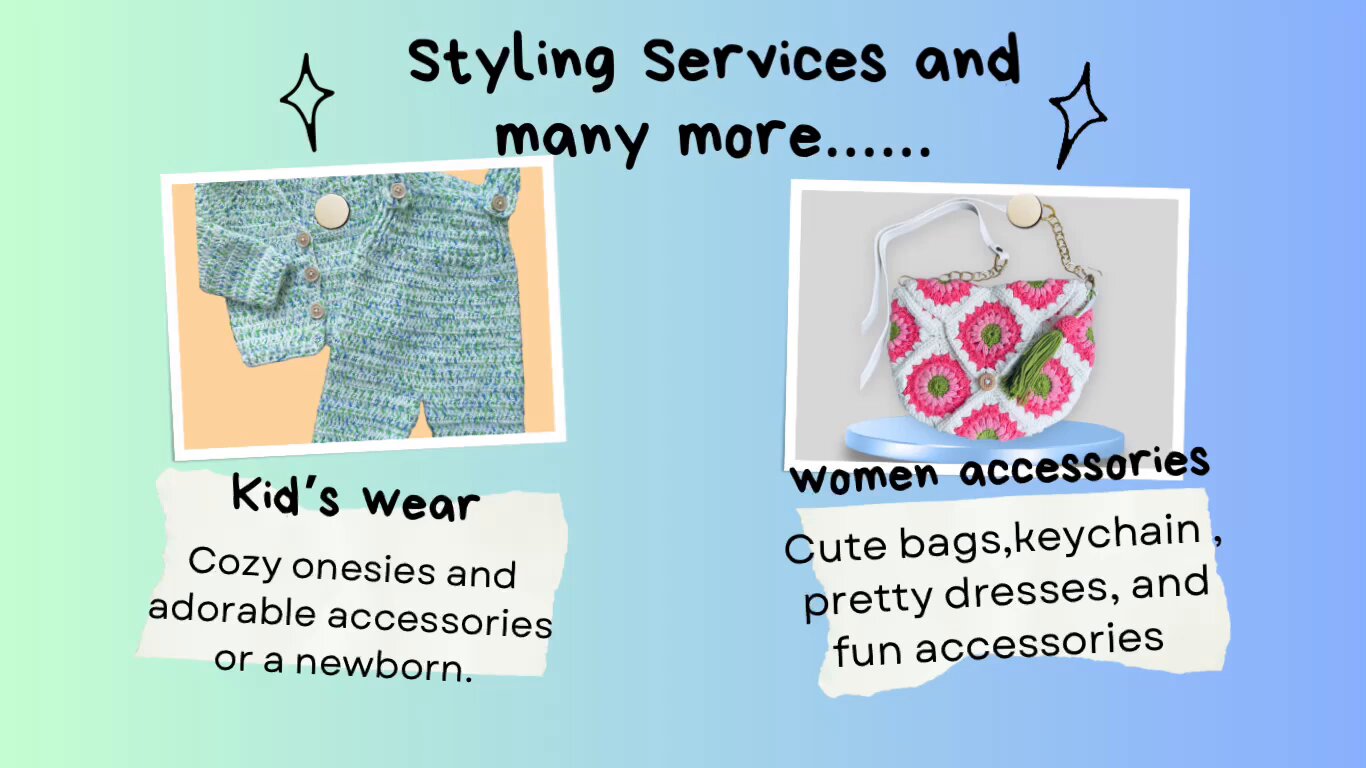 Styling Services and
many more......
Kid's Wear
Cozy onesies and
adorable accessories
or a newborn.
Women accessories
Cute bags,keychain ,
pretty dresses, and
fun accessories